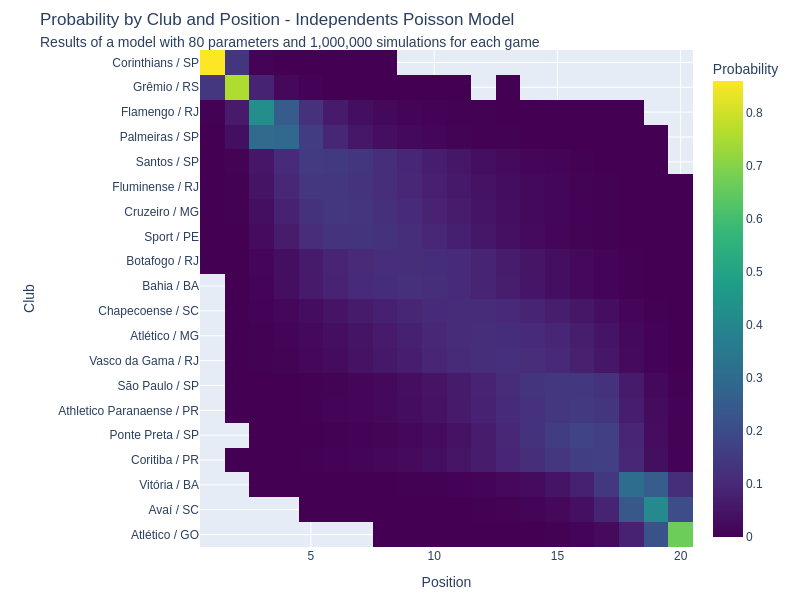 Probability by Club and Position - Independents Poisson Model
Results of a model with 80 parameters and 1,000,000 simulations for each game
Corinthians / SP
Grêmio / RS
Flamengo / RJ
Palmeiras / SP
Santos / SP
Fluminense / RJ
Cruzeiro / MG
Sport / PE
Botafogo / RJ
Bahia / BA
Chapecoense / SC
Atlético / MG
Vasco da Gama / RJ
São Paulo / SP
Athletico Paranaense / PR
Ponte Preta / SP
Coritiba / PR
Vitória / BA
Avaí / SC
Atlético / GO
Club
5 10 15 20
Position
Probability
0.8
0.7
0.6
0.5
0.4
0.3
0.2
0.1
0